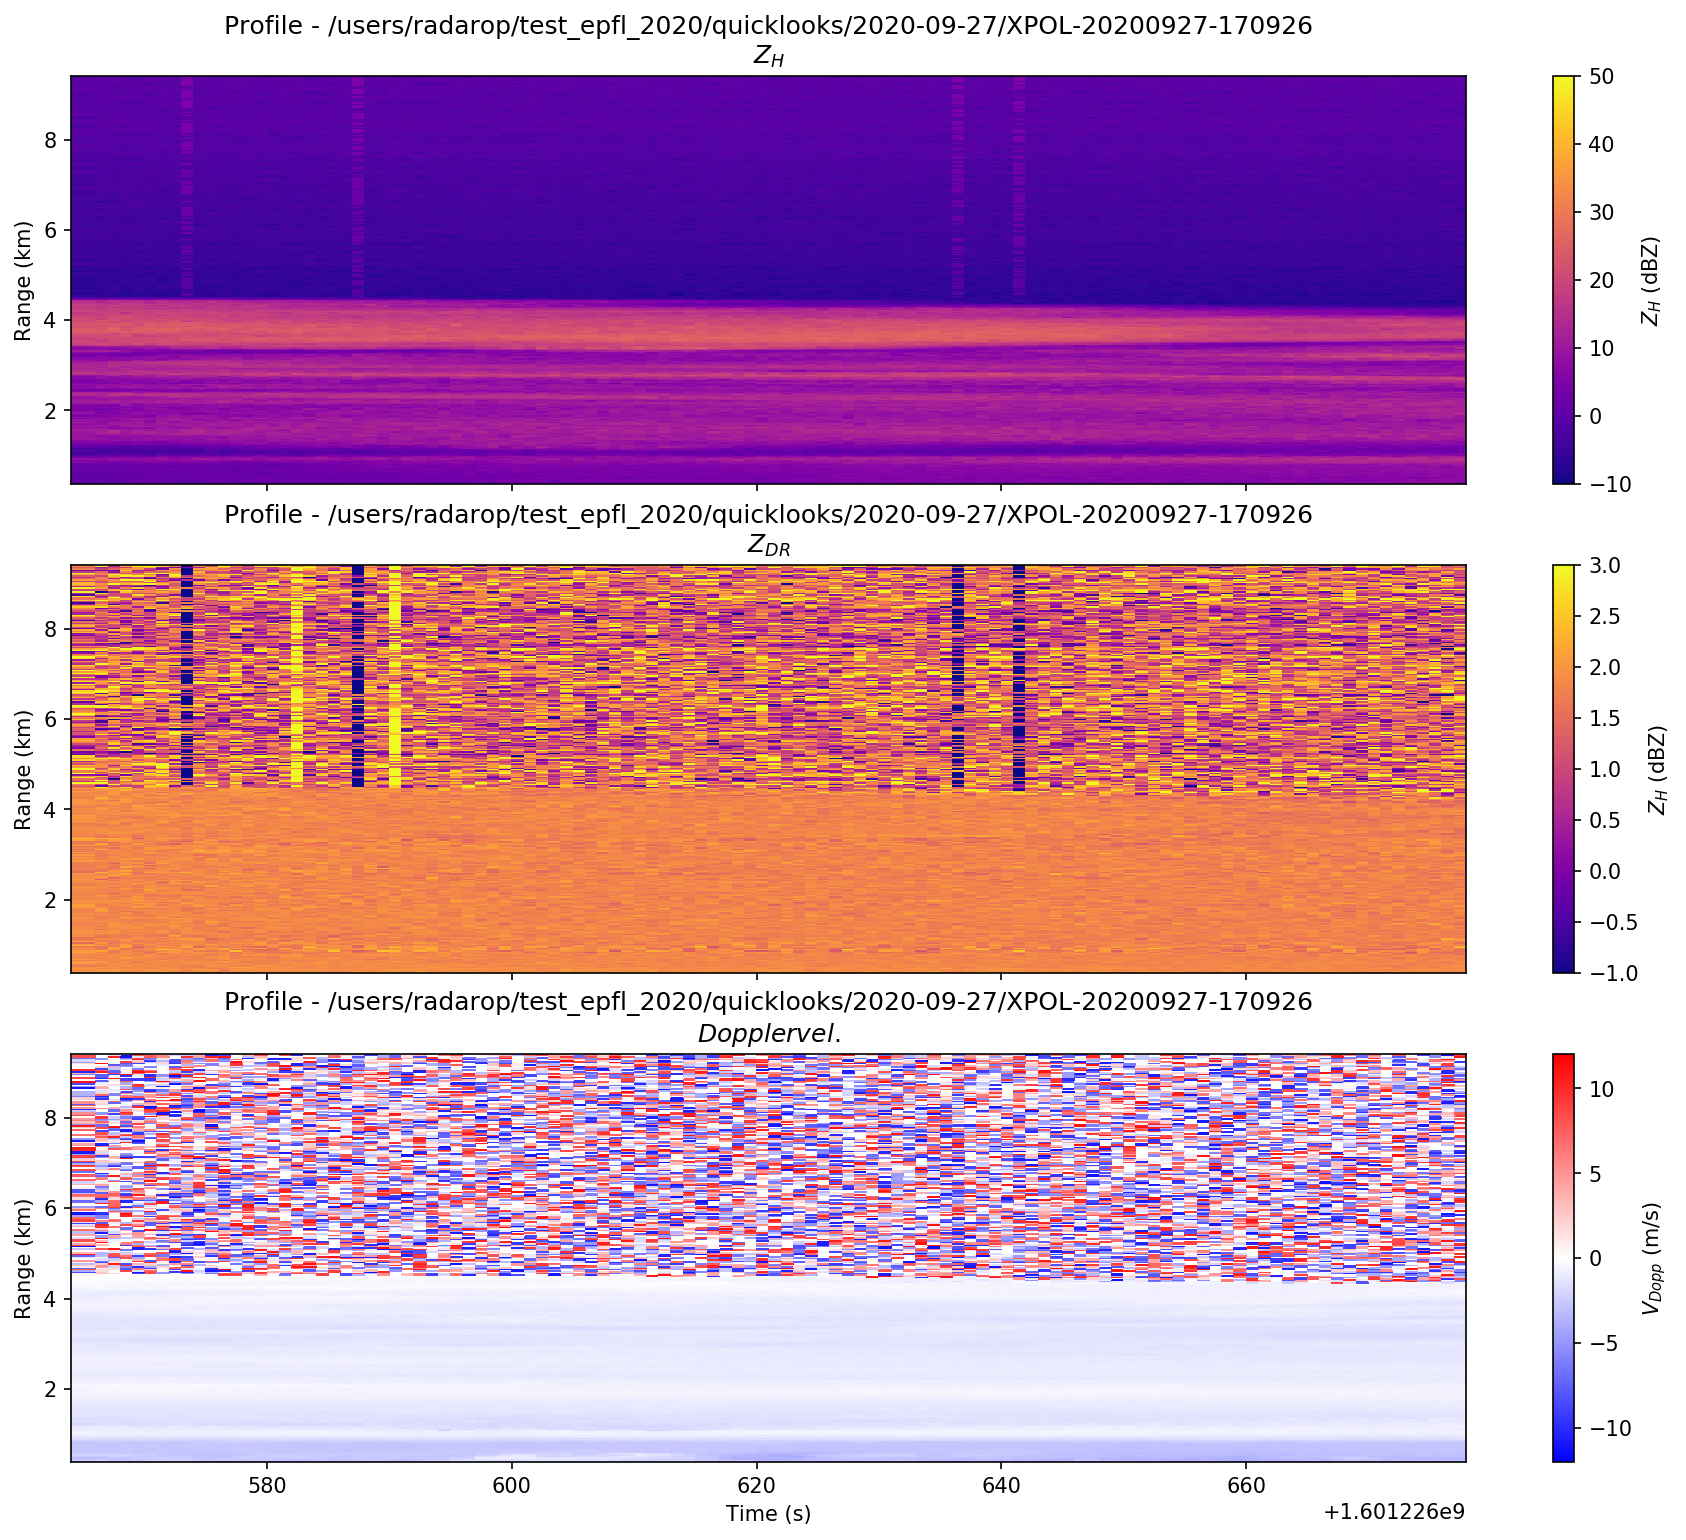 Profile - /users/radarop/test_epfl_2020/quicklooks/2020-09-27/XPOL-20200927-170926
Z_H
Range (km)
8
6
4
2
50
40
30
20
10
0
−10
Z_H (dBZ)
Profile - /users/radarop/test_epfl_2020/quicklooks/2020-09-27/XPOL-20200927-170926
Z_DR
Range (km)
8
6
4
2
3.0
2.5
2.0
1.5
1.0
0.5
0.0
−0.5
−1.0
Z_H (dBZ)
Profile - /users/radarop/test_epfl_2020/quicklooks/2020-09-27/XPOL-20200927-170926
Dopplervel.
Range (km)
8
6
4
2
10
5
0
−5
−10
V_Dopp (m/s)
580 600 620 640 660
Time (s)
+1.601226e9